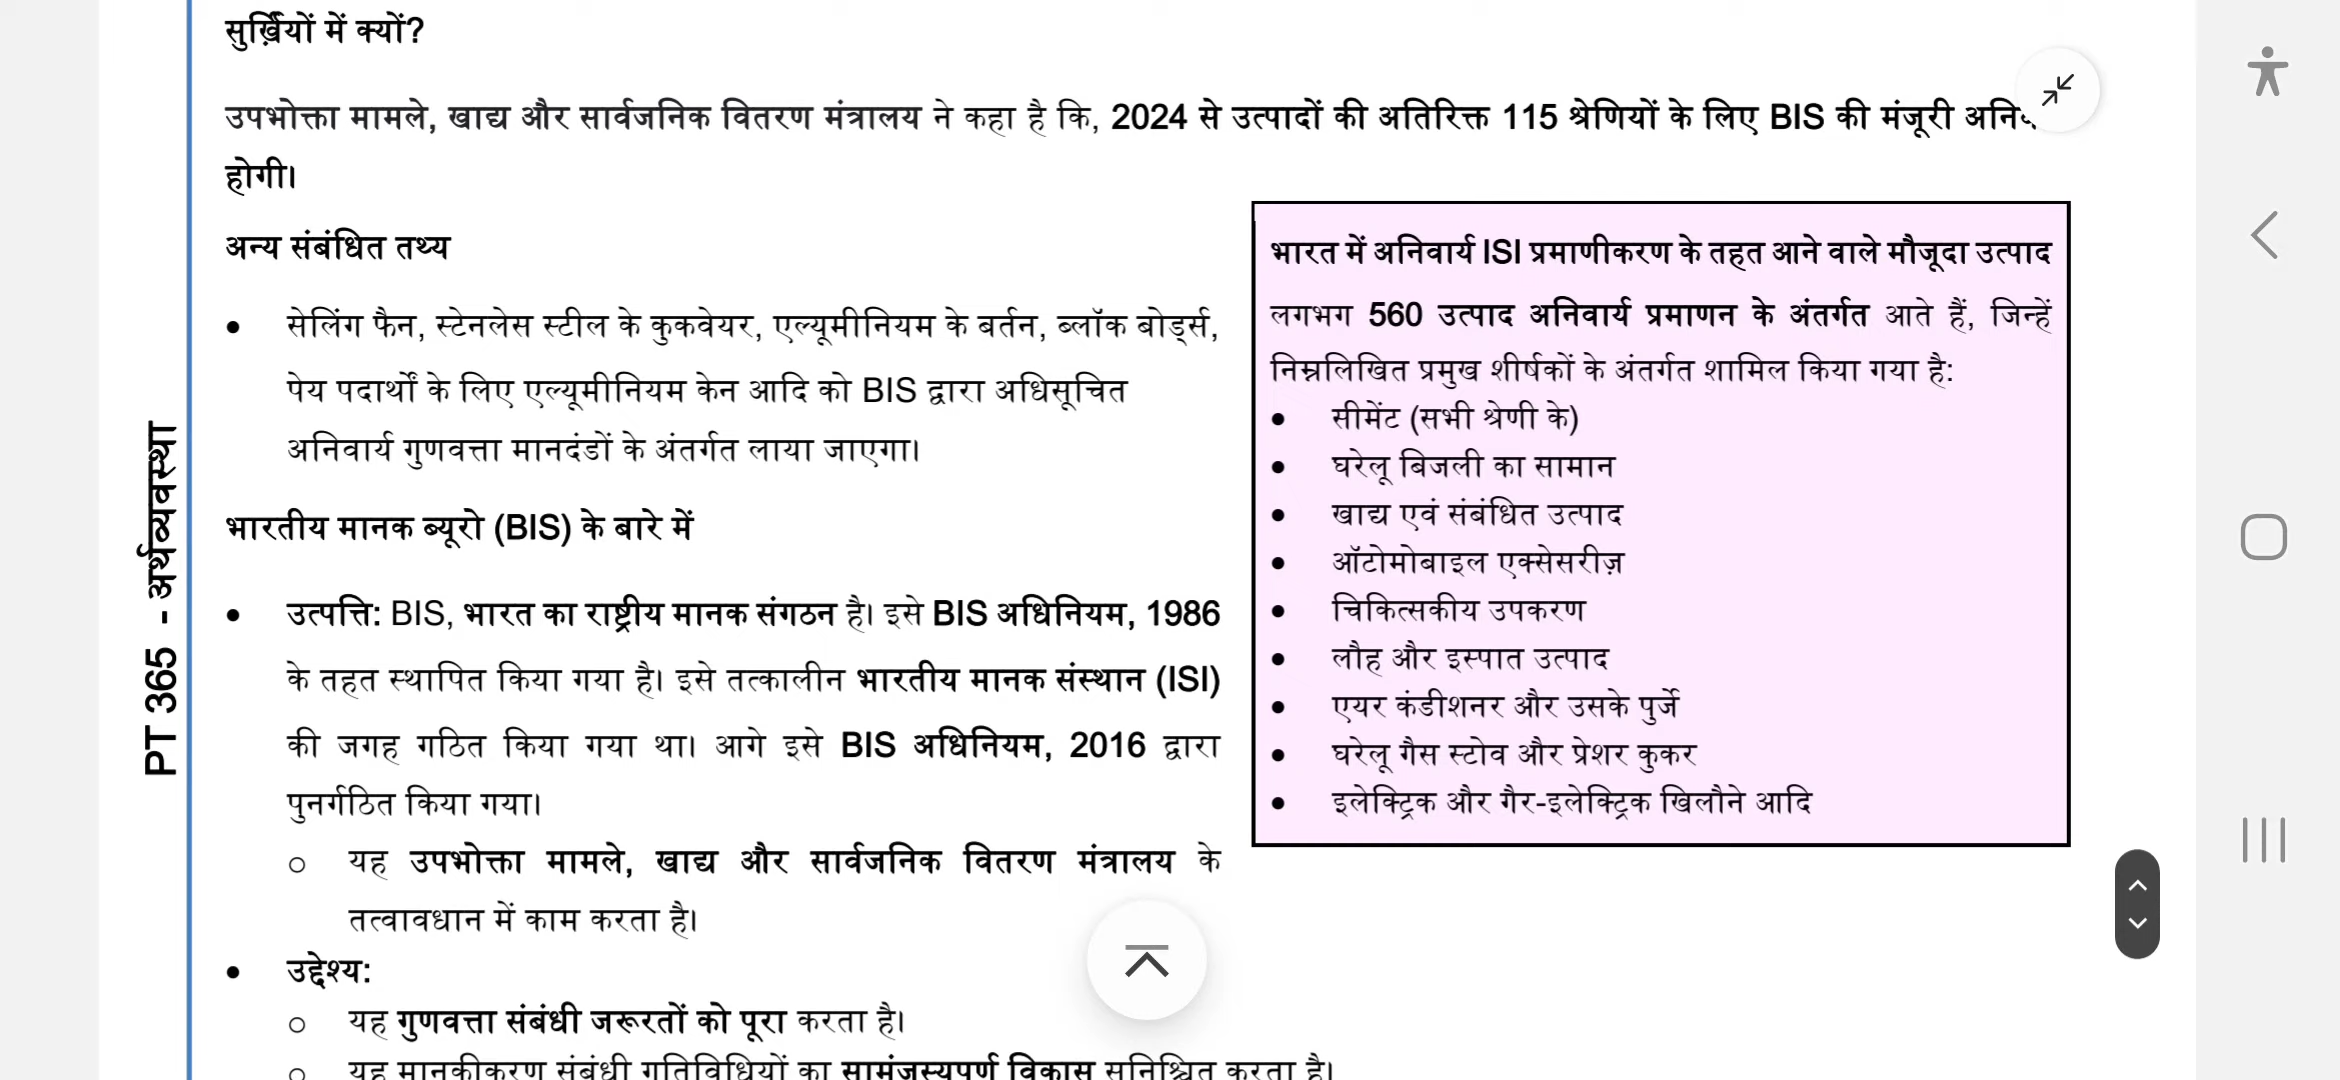 सुर्ख़ियों में क्यों?
उपभोक्ता मामले, खाद्य और सार्वजनिक वितरण मंत्रालय ने कहा है कि, 2024 से उत्पादों की अतिरिक्त 115 श्रेणियों के लिए BIS की मंजूरी
होगी।
अन्य संबंधित तथ्य
• सेलिंग फैन, स्टेनलेस स्टील के कुकवेयर, एल्यूमीनियम के बर्तन, ब्लॉक बोर्ड्स,
पेय पदार्थों के लिए एल्यूमीनियम केन आदि को BIS द्वारा अधिसूचित
अनिवार्य गुणवत्ता मानदंडों के अंतर्गत लाया जाएगा।
भारतीय मानक ब्यूरो (BIS) के बारे में
• उत्पत्ति: BIS, भारत का राष्ट्रीय मानक संगठन है। इसे BIS अधिनियम, 1986
के तहत स्थापित किया गया है। इसे तत्कालीन भारतीय मानक संस्थान (ISI)
की जगह गठित किया गया था। आगे इसे BIS अधिनियम, 2016 द्वारा
पुनर्गठित किया गया।
○ यह उपभोक्ता मामले, खाद्य और सार्वजनिक वितरण मंत्रालय के
तत्वावधान में काम करता है।
• उद्देश्य:
○ यह गुणवत्ता संबंधी जरूरतों को पूरा करता है।
○ यह मानकीकरण संबंधी गतिविधियों का सामंजस्यपूर्ण विकास सुनिश्चित करता है।
भारत में अनिवार्य ISI प्रमाणीकरण के तहत आने वाले मौजूदा उत्पाद
लगभग 560 उत्पाद अनिवार्य प्रमाणन के अंतर्गत आते हैं, जिन्हें
निम्नलिखित प्रमुख शीर्षकों के अंतर्गत शामिल किया गया है:
• सीमेंट (सभी श्रेणी के)
• घरेलू बिजली का सामान
• खाद्य एवं संबंधित उत्पाद
• ऑटोमोबाइल एक्सेसरीज़
• चिकित्सकीय उपकरण
• लौह और इस्पात उत्पाद
• एयर कंडीशनर और उसके पुर्जे
• घरेलू गैस स्टोव और प्रेशर कुकर
• इलेक्ट्रिक और गैर-इलेक्ट्रिक खिलौने आदि
PT 365 - अर्थव्यवस्था